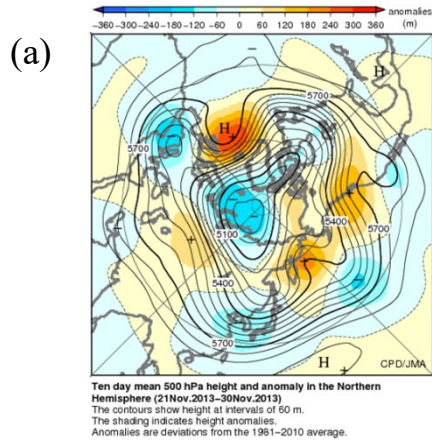 anomalies
−360 −300 −240 −180 −120 −60 0 60 120 180 240 300 360
(m)
(a)
H
H
5700
5700
5400
5700
5100
5400
5700
H
CPD/JMA
Ten day mean 500 hPa height and anomaly in the Northern
Hemisphere (21Nov.2013−30Nov.2013)
The contours show height at intervals of 60 m.
The shading indicates height anomalies.
Anomalies are deviations from the 1981−2010 average.